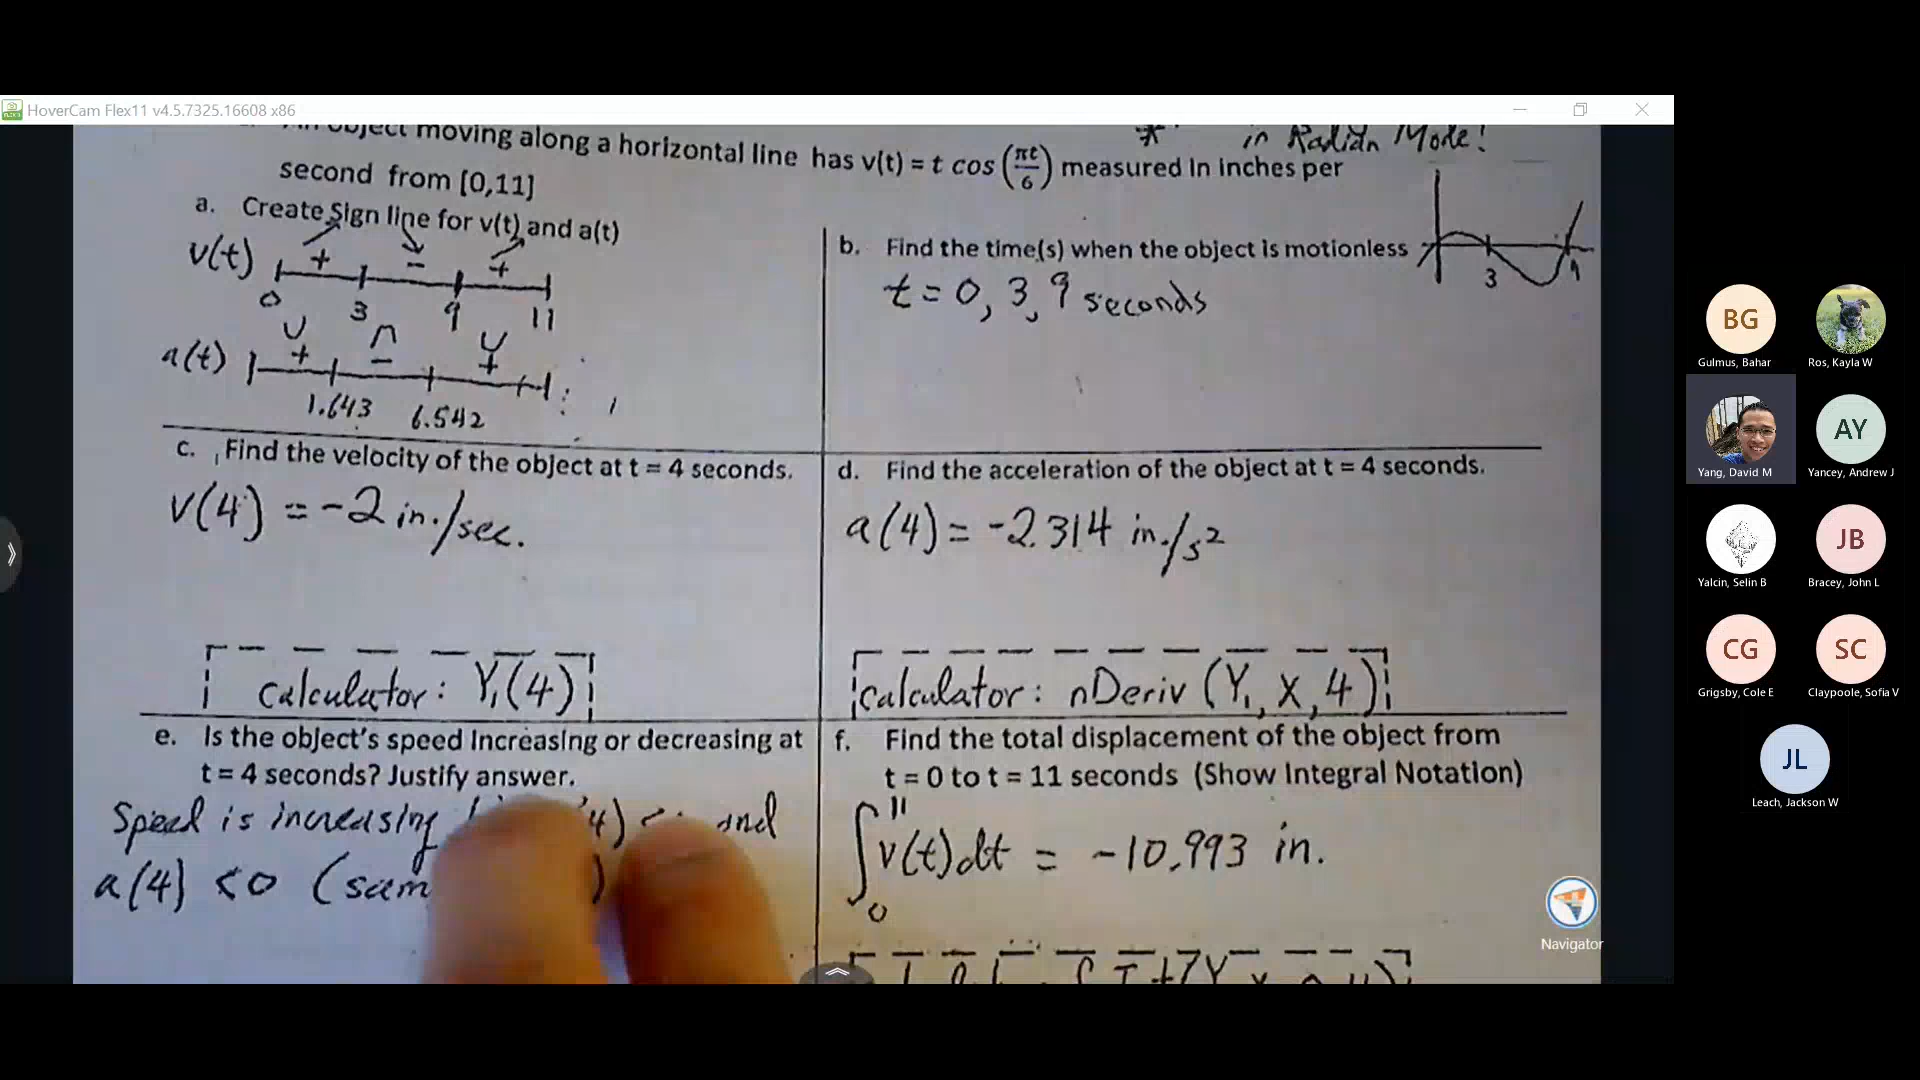 HoverCam Flex11 v4.5.7325.16608 x86
* in Radian Mode!
object moving along a horizontal line has v(t) = t cos (πt/6) measured in inches per
second from [0,11]
a. Create Sign line for v(t) and a(t)
v(t) + - +
0 3 9 11
∪ ∩ ∪
a(t) + - +
1.643 6.542
b. Find the time(s) when the object is motionless
t = 0, 3, 9 seconds
3 9
c. Find the velocity of the object at t = 4 seconds.
v(4) = -2 in./sec.
calculator: Y₁(4)
d. Find the acceleration of the object at t = 4 seconds.
a(4) = -2.314 in./s²
calculator: nDeriv(Y₁, X, 4)
e. Is the object's speed increasing or decreasing at
t = 4 seconds? Justify answer.
Speed is increasing 4) < and
a(4) < 0 (
f. Find the total displacement of the object from
t = 0 to t = 11 seconds (Show Integral Notation)
∫₀¹¹ v(t)dt = -10.993 in.
Navigator
BG
Gulmus, Bahar
Ros, Kayla W
Yang, David M
AY
Yancey, Andrew J
Yalcin, Selin B
JB
Bracey, John L
CG
Grigsby, Cole E
SC
Claypoole, Sofia V
JL
Leach, Jackson W